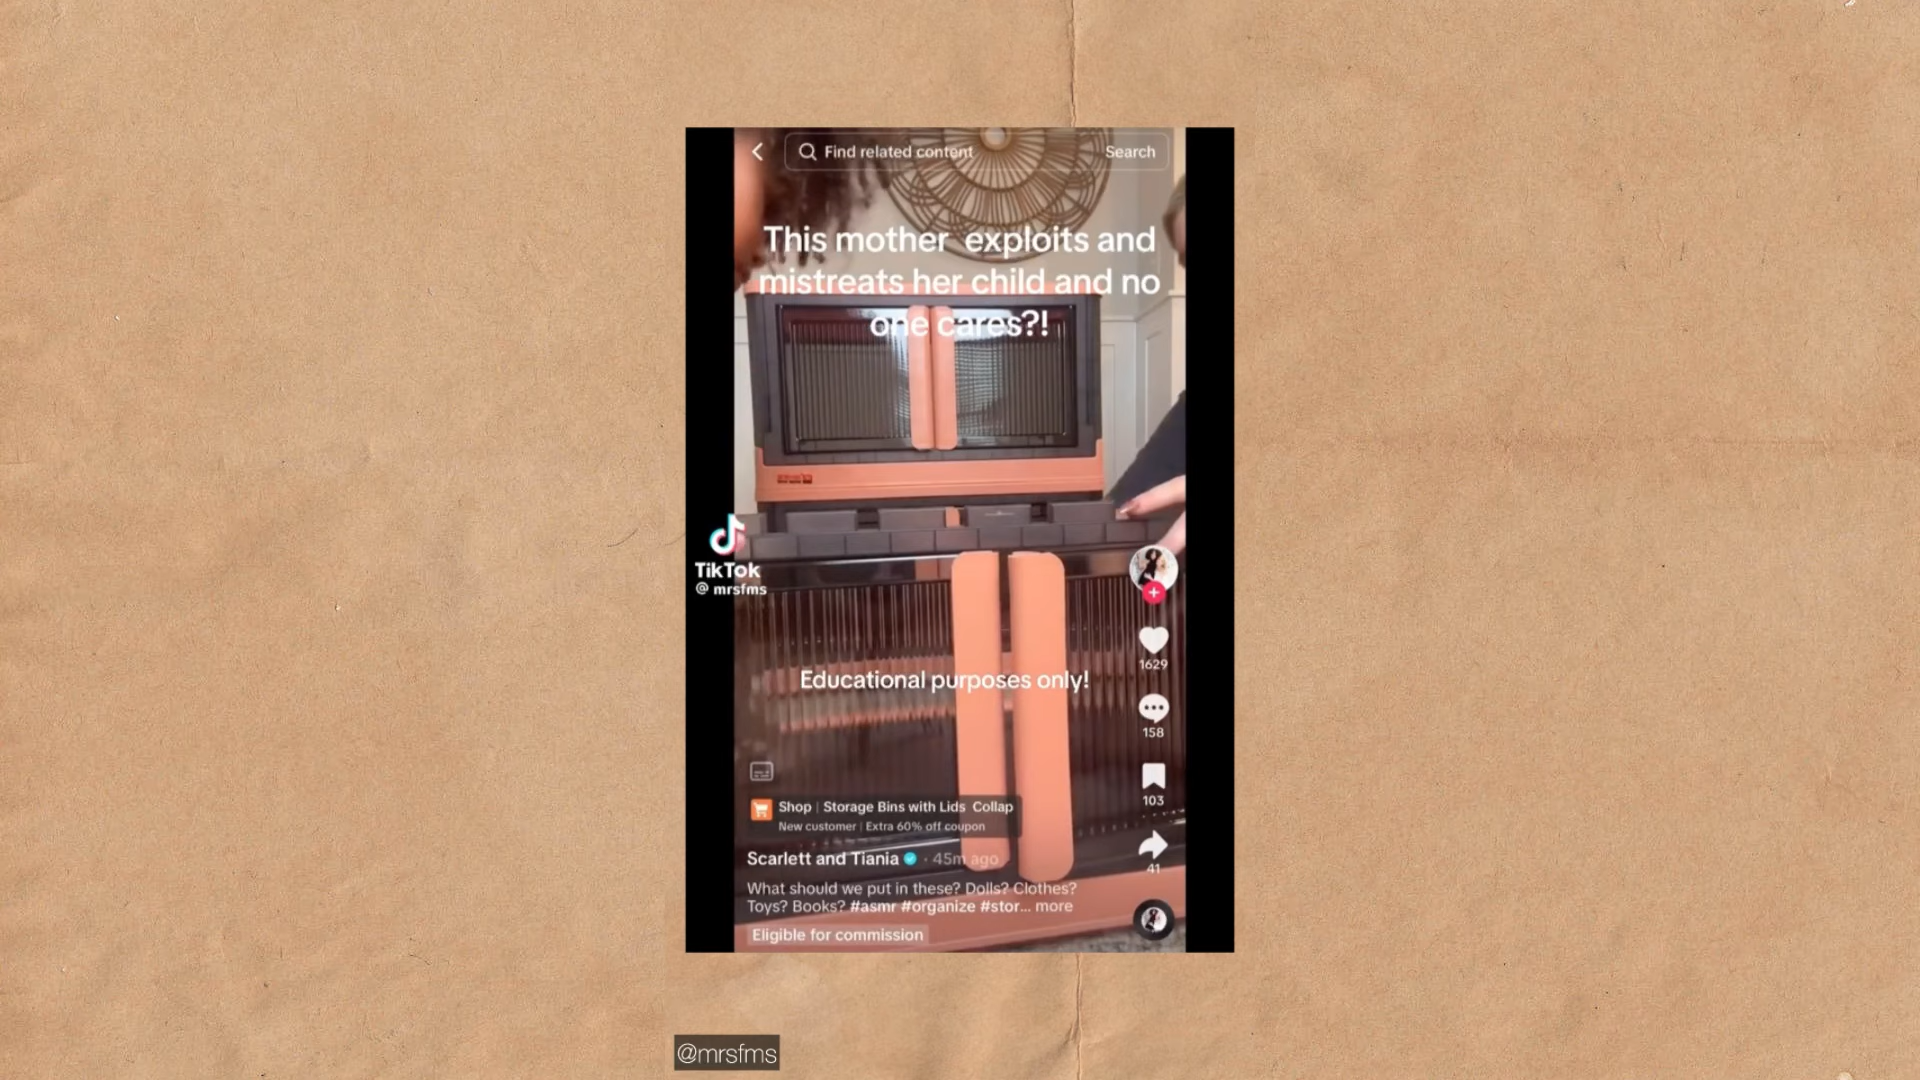 Find related content Search
This mother exploits and
mistreats her child and no
one cares?!
TikTok
@ mrsfms
1629
Educational purposes only!
158
103
Shop | Storage Bins with Lids Collap
New customer | Extra 60% off coupon
Scarlett and Tiania · 45m ago
41
What should we put in these? Dolls? Clothes?
Toys? Books? #asmr #organize #stor... more
Eligible for commission
@mrsfms